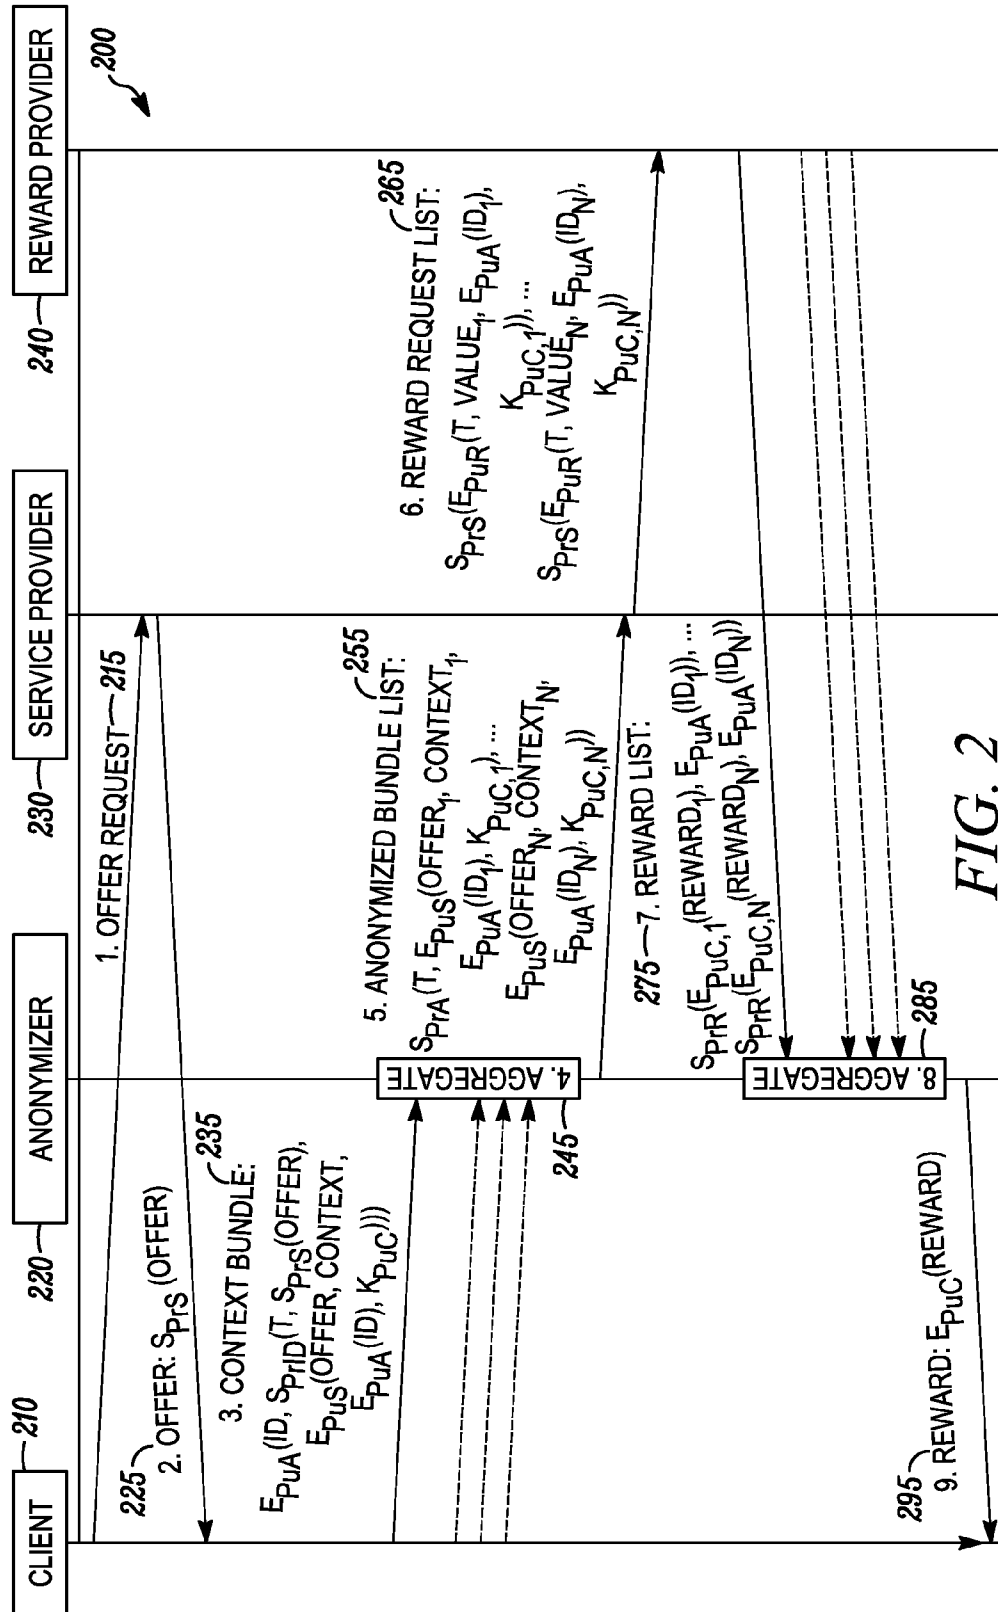 CLIENT
210
ANONYMIZER
220
SERVICE PROVIDER
230
REWARD PROVIDER
240
200
1. OFFER REQUEST
215
225
2. OFFER: S_PrS (OFFER)
235
3. CONTEXT BUNDLE:
E_PuA(ID, S_PrID(T, S_PrS(OFFER),
E_PuS(OFFER, CONTEXT,
E_PuA(ID), K_PuC)))
4. AGGREGATE
245
255
5. ANONYMIZED BUNDLE LIST:
S_PrA(T, E_PuS(OFFER_1, CONTEXT_1,
E_PuA(ID_1), K_PuC,1), ...
E_PuS(OFFER_N, CONTEXT_N,
E_PuA(ID_N), K_PuC,N))
265
6. REWARD REQUEST LIST:
S_PrS(E_PuR(T, VALUE_1, E_PuA(ID_1),
K_PuC,1)), ...
S_PrS(E_PuR(T, VALUE_N, E_PuA(ID_N),
K_PuC,N))
275
7. REWARD LIST:
S_PrR(E_PuC,1(REWARD_1), E_PuA(ID_1)), ...
S_PrR(E_PuC,N(REWARD_N), E_PuA(ID_N))
8. AGGREGATE
285
295
9. REWARD: E_PuC(REWARD)
FIG. 2